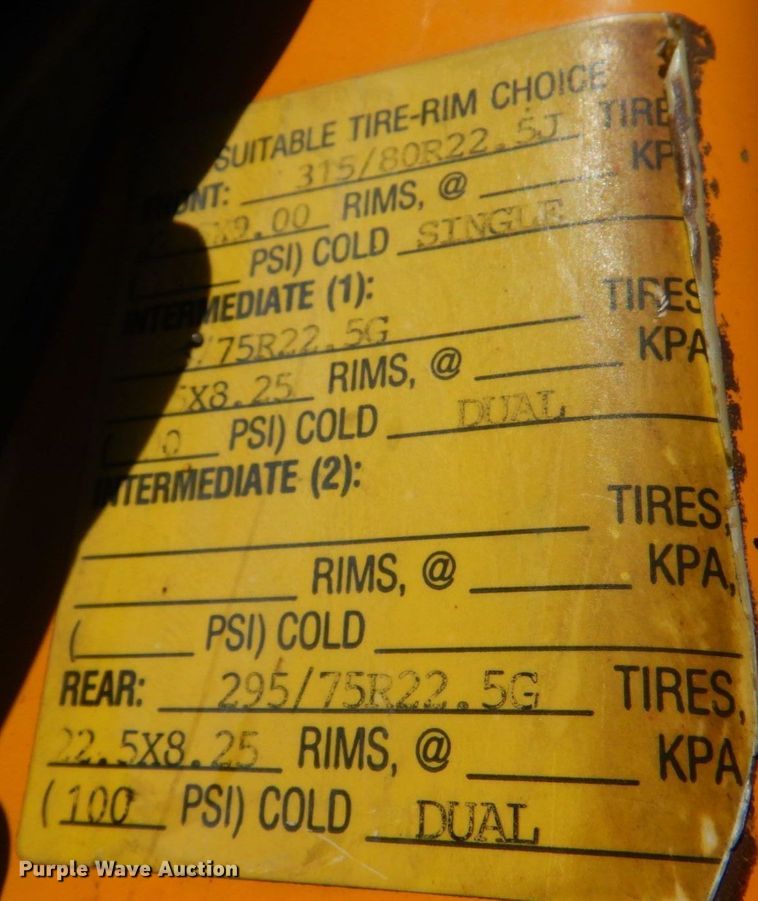 SUITABLE TIRE-RIM CHOICE
315/80R22.5J TIRE
X9.00 RIMS, @ KP
PSI) COLD SINGLE
INTERMEDIATE (1):
/75R22.5G TIRES
X8.25 RIMS, @ KPA
0 PSI) COLD DUAL
INTERMEDIATE (2):
TIRES,
RIMS, @ KPA,
( PSI) COLD
REAR: 295/75R22.5G TIRES,
22.5X8.25 RIMS, @ KPA
(100 PSI) COLD DUAL
Purple Wave Auction